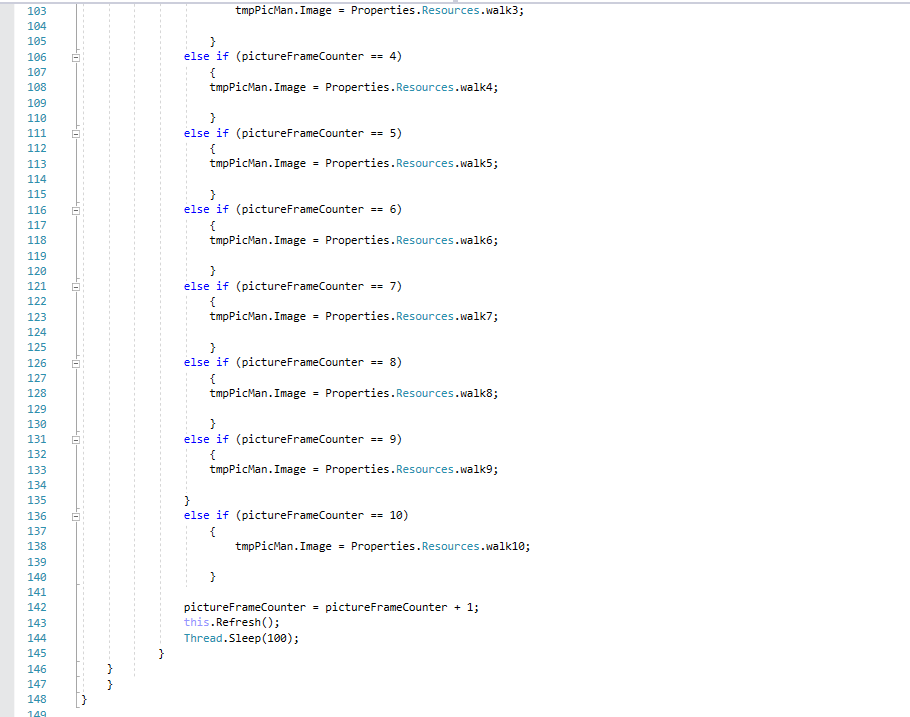 103 tmpPicMan.Image = Properties.Resources.walk3;
104
105 }
106 else if (pictureFrameCounter == 4)
107 {
108 tmpPicMan.Image = Properties.Resources.walk4;
109
110 }
111 else if (pictureFrameCounter == 5)
112 {
113 tmpPicMan.Image = Properties.Resources.walk5;
114
115 }
116 else if (pictureFrameCounter == 6)
117 {
118 tmpPicMan.Image = Properties.Resources.walk6;
119
120 }
121 else if (pictureFrameCounter == 7)
122 {
123 tmpPicMan.Image = Properties.Resources.walk7;
124
125 }
126 else if (pictureFrameCounter == 8)
127 {
128 tmpPicMan.Image = Properties.Resources.walk8;
129
130 }
131 else if (pictureFrameCounter == 9)
132 {
133 tmpPicMan.Image = Properties.Resources.walk9;
134
135 }
136 else if (pictureFrameCounter == 10)
137 {
138 tmpPicMan.Image = Properties.Resources.walk10;
139
140 }
141
142 pictureFrameCounter = pictureFrameCounter + 1;
143 this.Refresh();
144 Thread.Sleep(100);
145 }
146 }
147 }
148 }
149